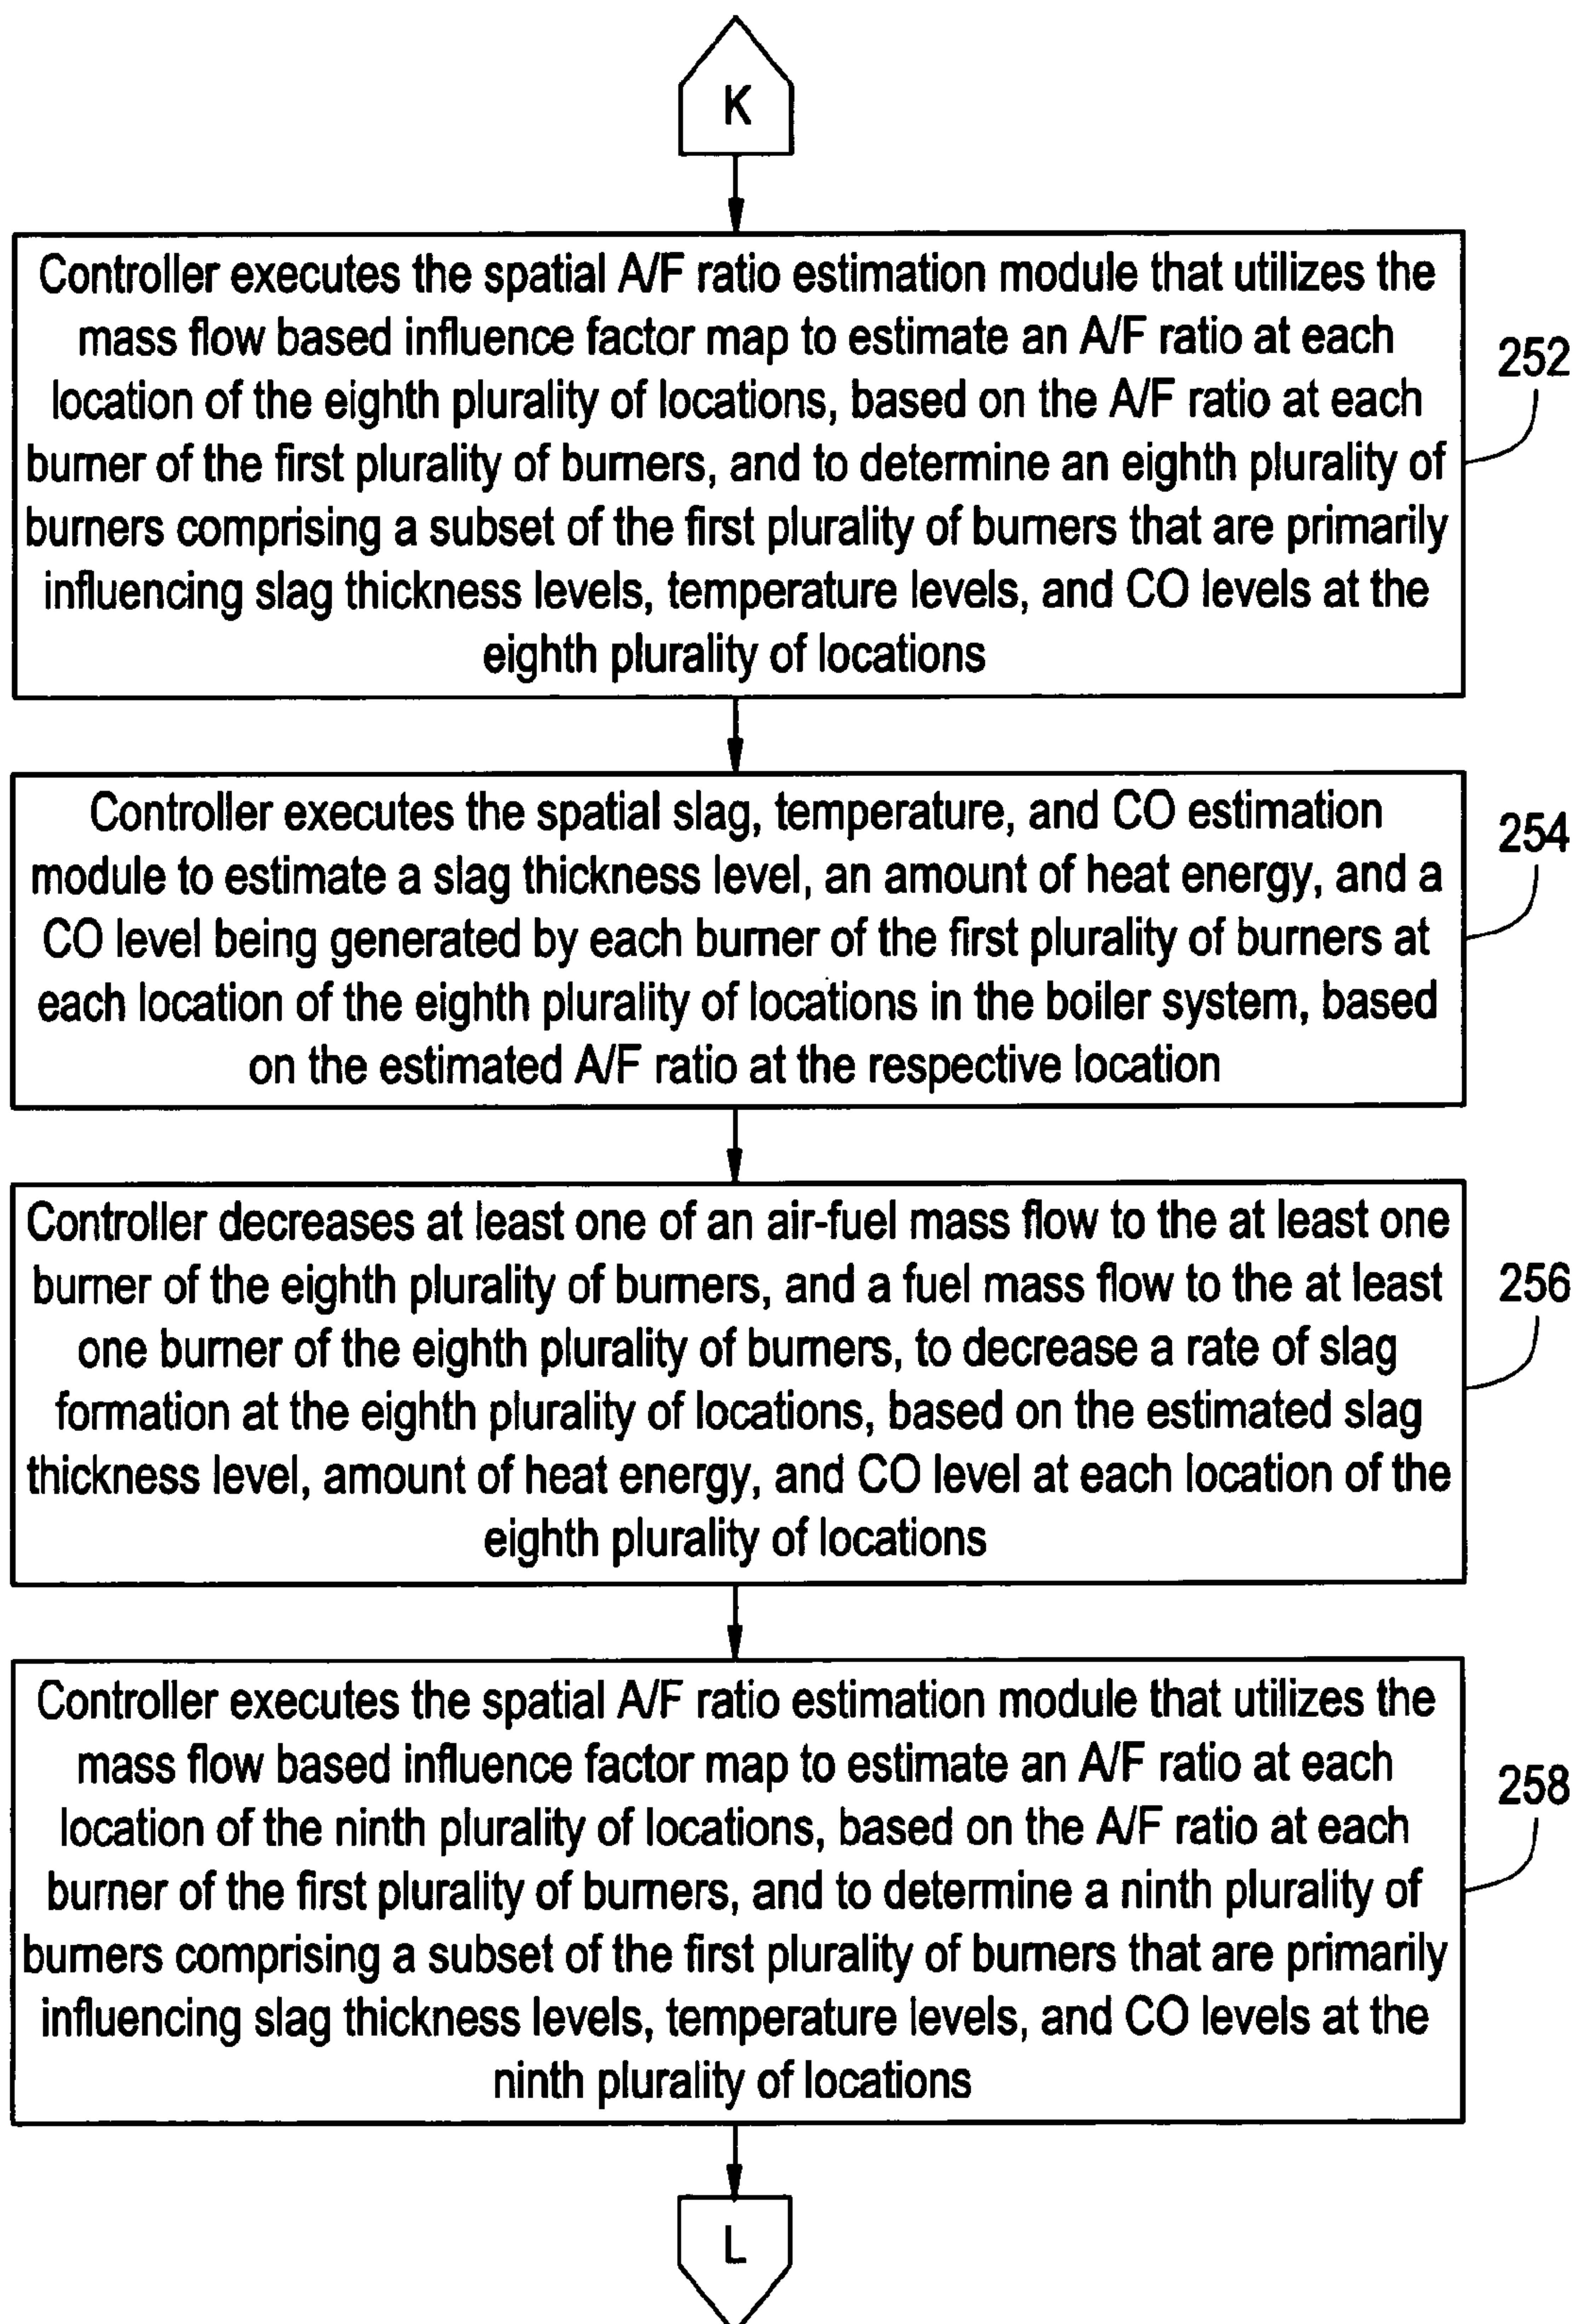 K
Controller executes the spatial A/F ratio estimation module that utilizes the
mass flow based influence factor map to estimate an A/F ratio at each
location of the eighth plurality of locations, based on the A/F ratio at each
burner of the first plurality of burners, and to determine an eighth plurality of
burners comprising a subset of the first plurality of burners that are primarily
influencing slag thickness levels, temperature levels, and CO levels at the
eighth plurality of locations
252
Controller executes the spatial slag, temperature, and CO estimation
module to estimate a slag thickness level, an amount of heat energy, and a
CO level being generated by each burner of the first plurality of burners at
each location of the eighth plurality of locations in the boiler system, based
on the estimated A/F ratio at the respective location
254
Controller decreases at least one of an air-fuel mass flow to the at least one
burner of the eighth plurality of burners, and a fuel mass flow to the at least
one burner of the eighth plurality of burners, to decrease a rate of slag
formation at the eighth plurality of locations, based on the estimated slag
thickness level, amount of heat energy, and CO level at each location of the
eighth plurality of locations
256
Controller executes the spatial A/F ratio estimation module that utilizes the
mass flow based influence factor map to estimate an A/F ratio at each
location of the ninth plurality of locations, based on the A/F ratio at each
burner of the first plurality of burners, and to determine a ninth plurality of
burners comprising a subset of the first plurality of burners that are primarily
influencing slag thickness levels, temperature levels, and CO levels at the
ninth plurality of locations
258
L